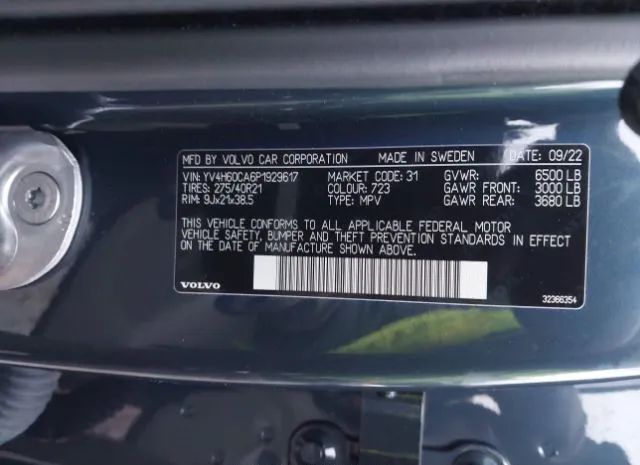 MFD BY VOLVO CAR CORPORATION MADE IN SWEDEN DATE: 09/22
VIN: YV4H60CA6P1929617 MARKET CODE: 31 GVWR: 6500 LB
TIRES: 275/40R21 COLOUR: 723 GAWR FRONT: 3000 LB
RIM: 9Jx21x38.5 TYPE: MPV GAWR REAR: 3680 LB
THIS VEHICLE CONFORMS TO ALL APPLICABLE FEDERAL MOTOR
VEHICLE SAFETY, BUMPER AND THEFT PREVENTION STANDARDS IN EFFECT
ON THE DATE OF MANUFACTURE SHOWN ABOVE.
VOLVO 32366354